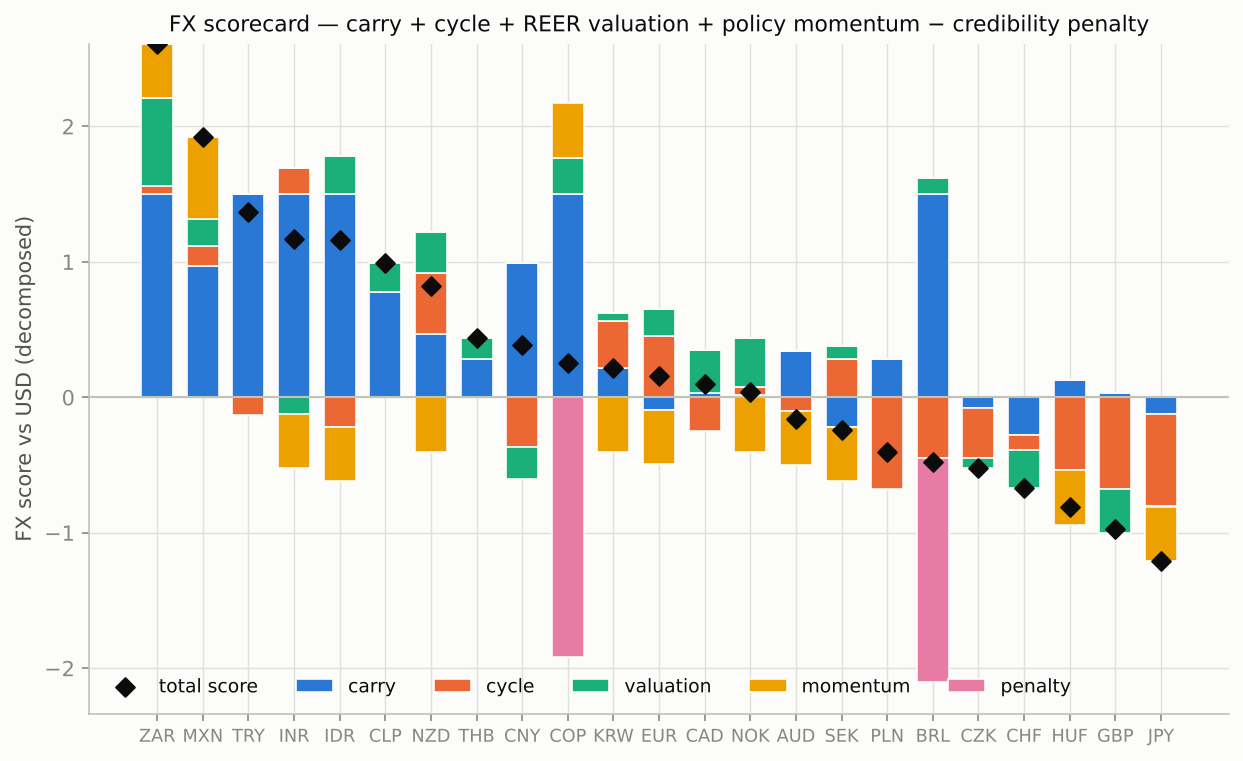 FX scorecard — carry + cycle + REER valuation + policy momentum − credibility penalty
FX score vs USD (decomposed)
2
1
0
−1
−2
total score carry cycle valuation momentum penalty
ZAR MXN TRY INR IDR CLP NZD THB CNY COP KRW EUR CAD NOK AUD SEK PLN BRL CZK CHF HUF GBP JPY